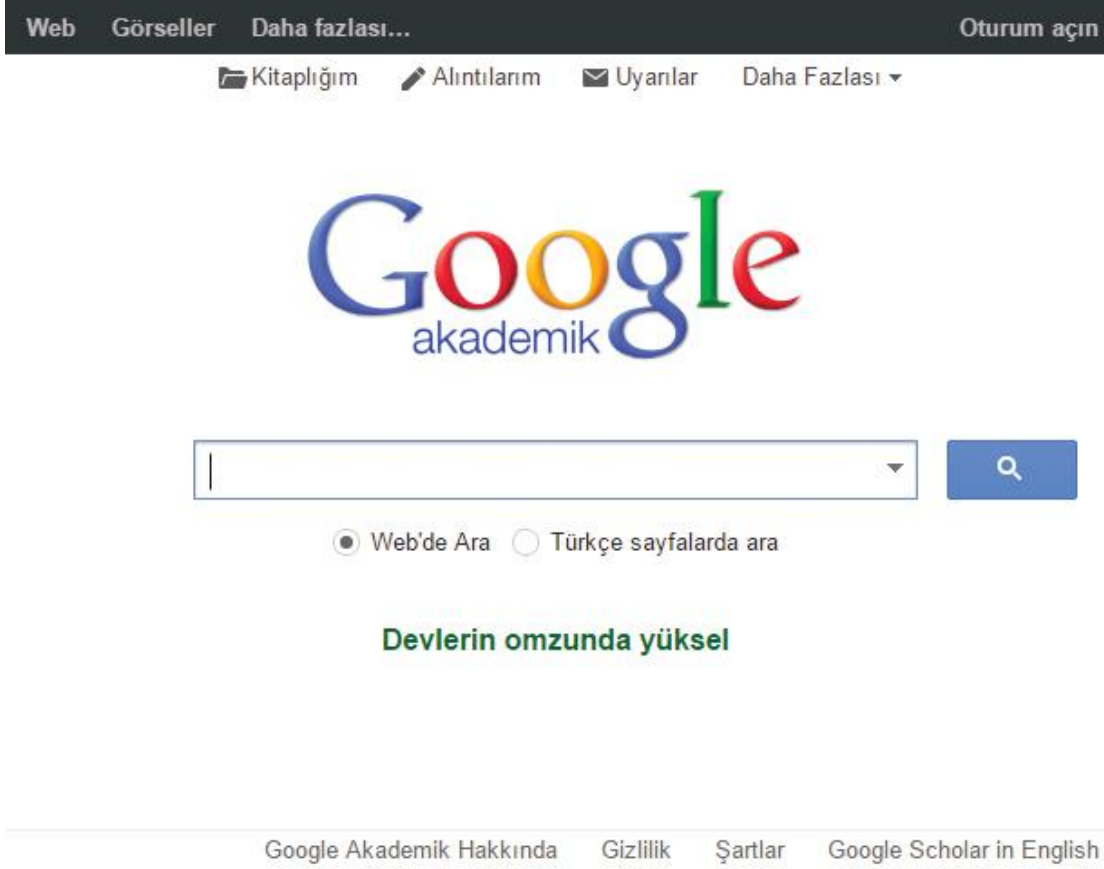 Web Görseller Daha fazlası... Oturum açın
Kitaplığım Alıntılarım Uyarılar Daha Fazlası
Google
akademik
Web'de Ara Türkçe sayfalarda ara
Devlerin omzunda yüksel
Google Akademik Hakkında Gizlilik Şartlar Google Scholar in English